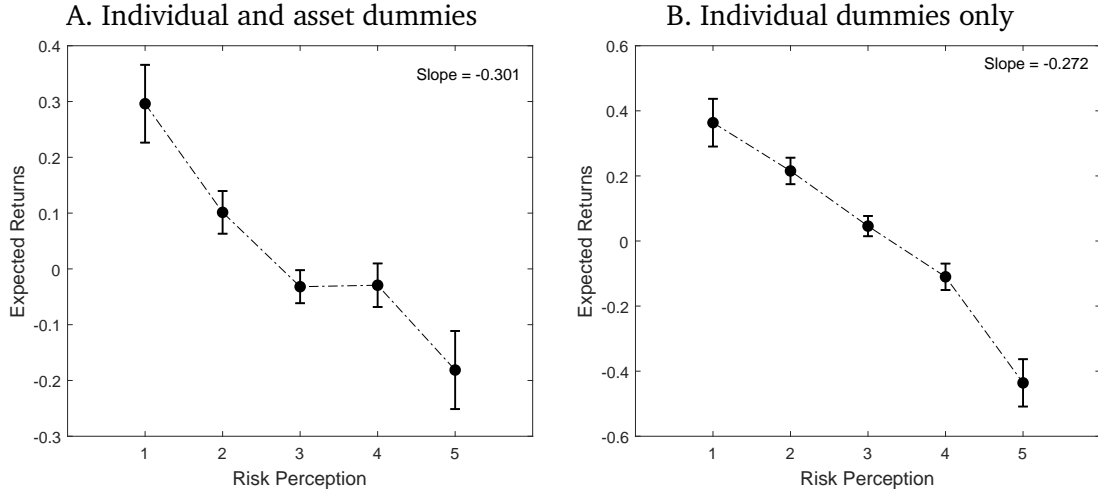 A. Individual and asset dummies
Slope = -0.301
0.4
0.3
0.2
0.1
0
-0.1
-0.2
-0.3
Expected Returns
1 2 3 4 5
Risk Perception
B. Individual dummies only
Slope = -0.272
0.6
0.4
0.2
0
-0.2
-0.4
-0.6
Expected Returns
1 2 3 4 5
Risk Perception